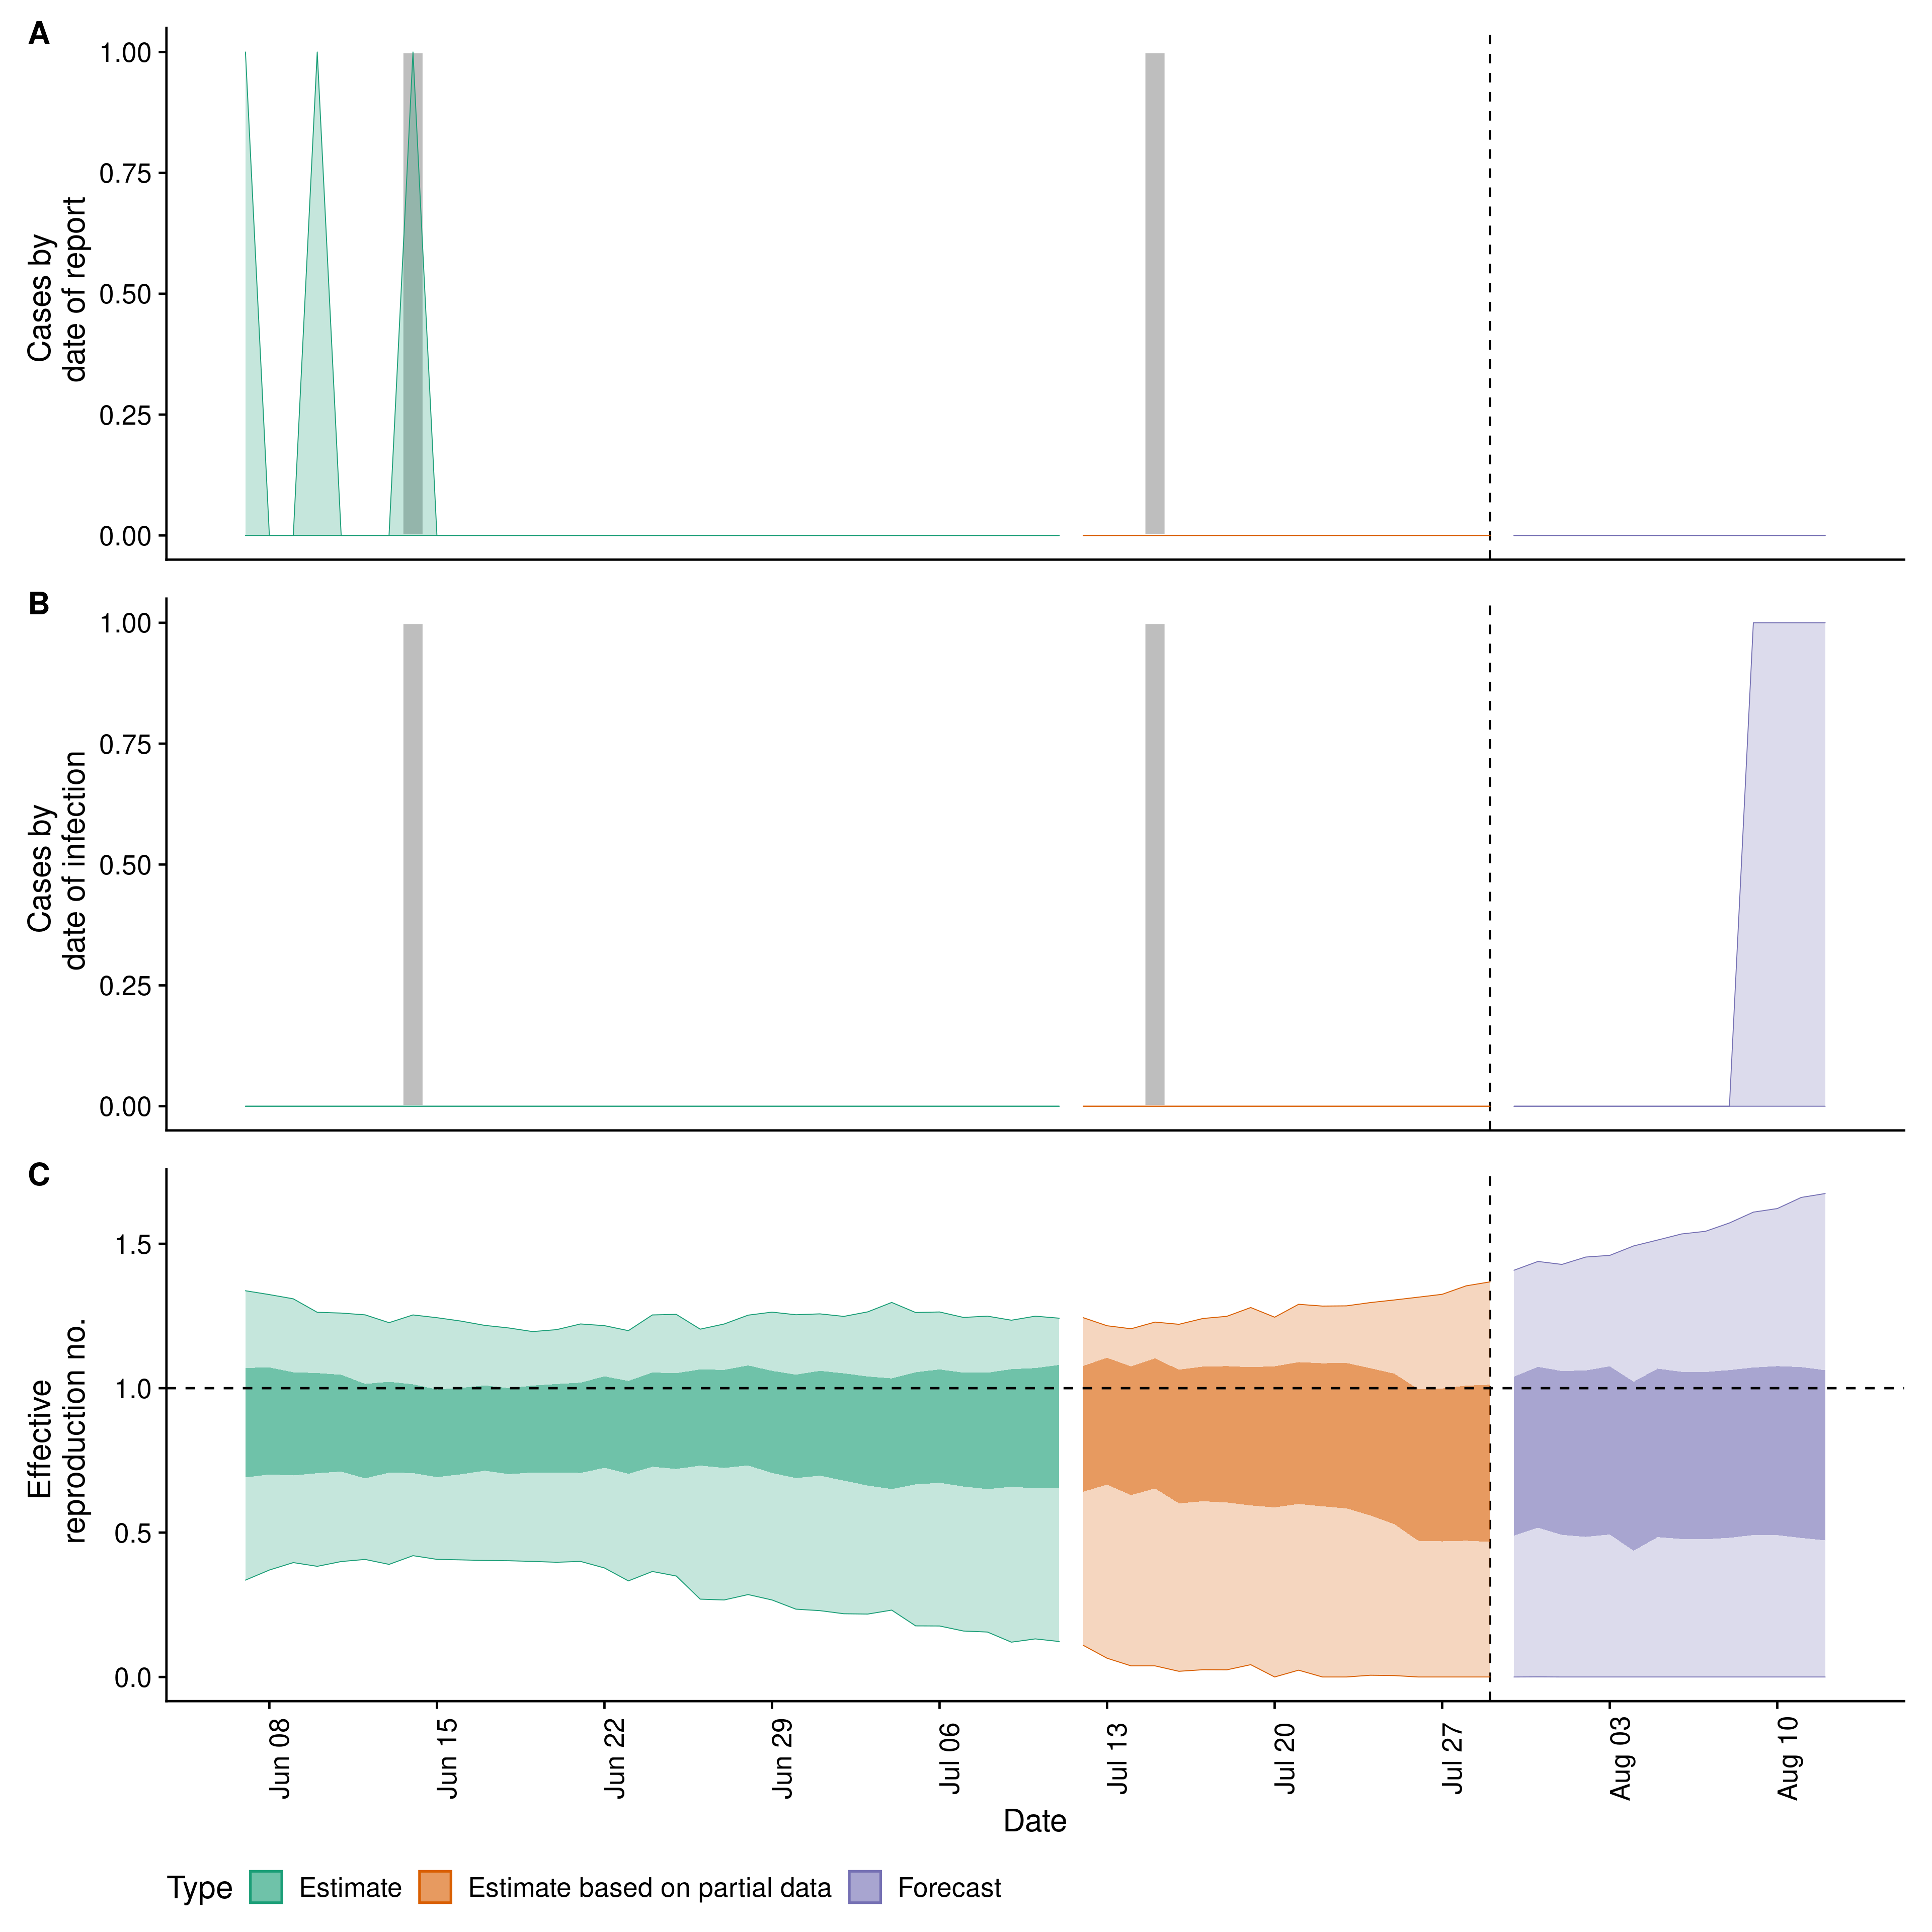 A
Cases by
date of report
1.00
0.75
0.50
0.25
0.00
B
Cases by
date of infection
1.00
0.75
0.50
0.25
0.00
C
Effective
reproduction no.
1.5
1.0
0.5
0.0
Jun 08
Jun 15
Jun 22
Jun 29
Jul 06
Jul 13
Jul 20
Jul 27
Aug 03
Aug 10
Date
Type Estimate Estimate based on partial data Forecast